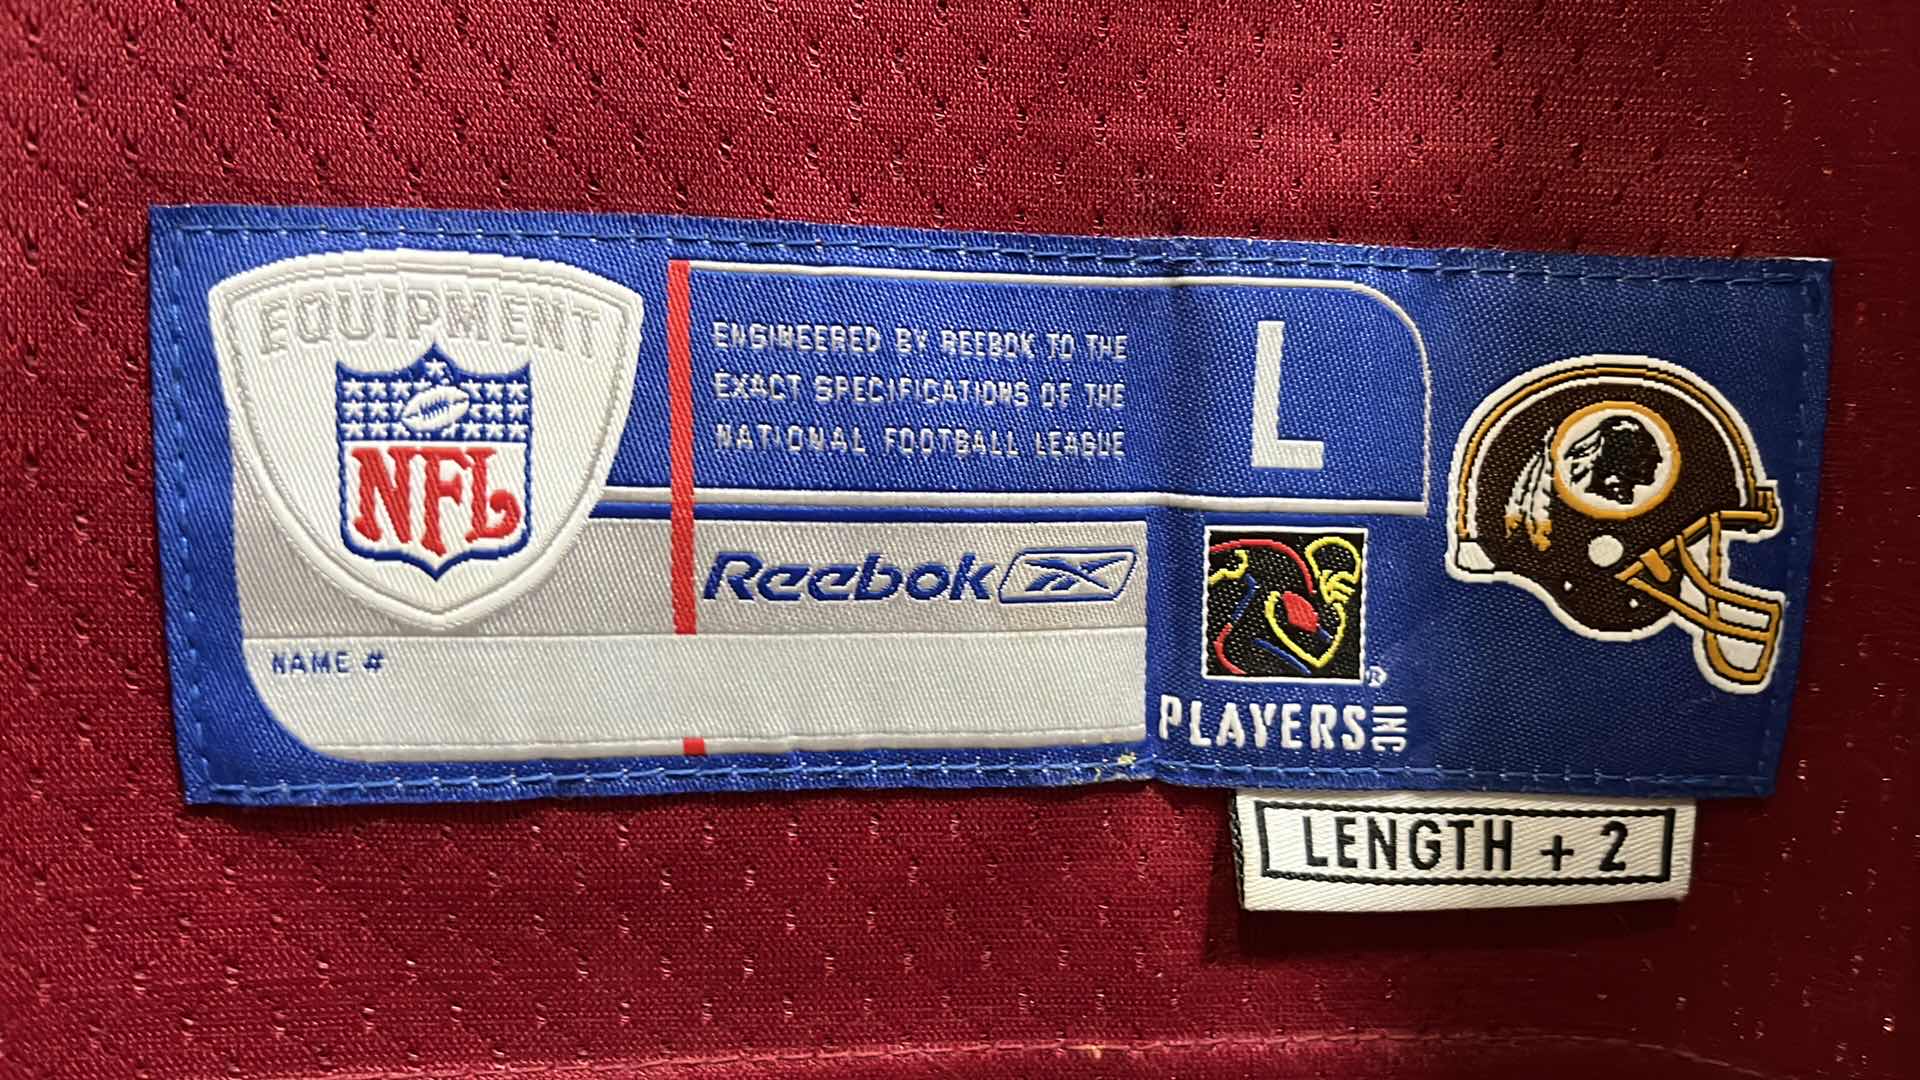 EQUIPMENT
NFL
ENGINEERED BY REEBOK TO THE
EXACT SPECIFICATIONS OF THE
NATIONAL FOOTBALL LEAGUE
L
Reebok
NAME #
®
PLAYERS INC
LENGTH + 2